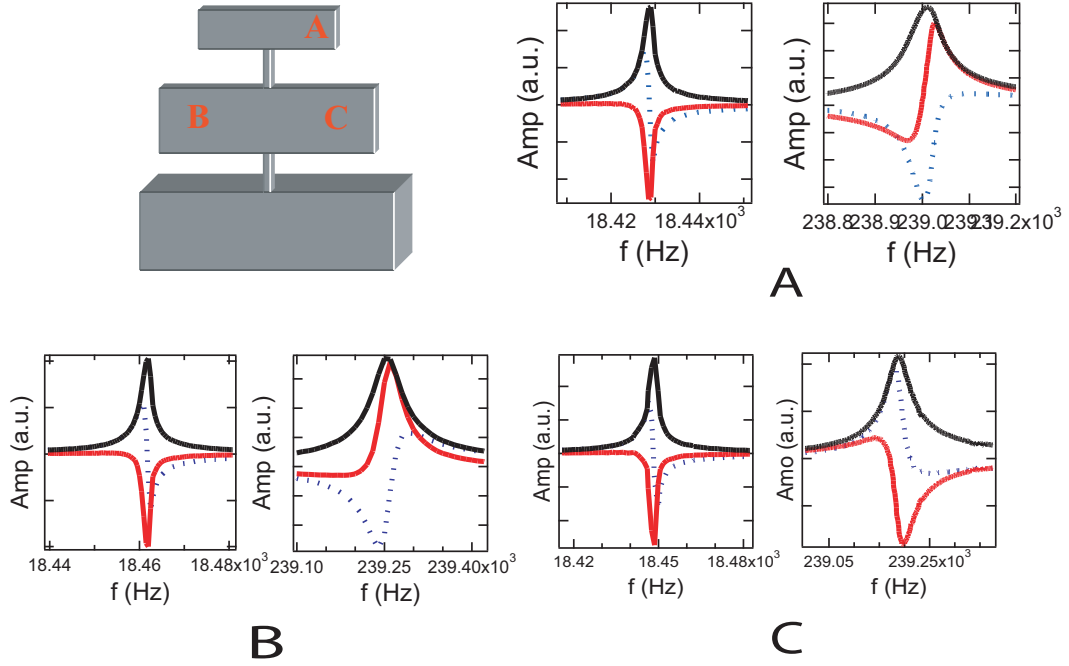 A
B
C
Amp (a.u.)
18.42
18.44x10³
f (Hz)
238.8
238.9
239.0
239.1
239.2x10³
f (Hz)
A
Amp (a.u.)
18.44
18.46
18.48x10³
f (Hz)
Amp (a.u.)
239.10
239.25
239.40x10³
f (Hz)
B
Amp (a.u.)
18.42
18.45
18.48x10³
f (Hz)
Amo (a.u.)
239.05
239.25x10³
f (Hz)
C